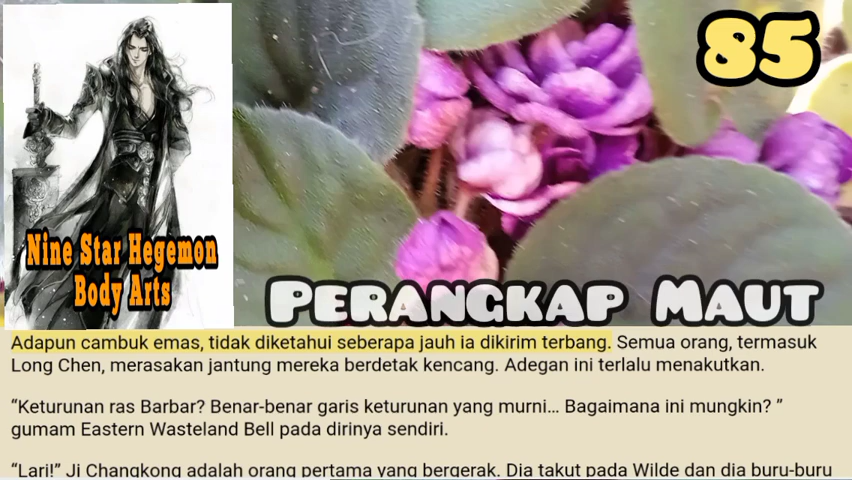 85
Nine Star Hegemon
Body Arts
Perangkap Maut
Adapun cambuk emas, tidak diketahui seberapa jauh ia dikirim terbang. Semua orang, termasuk
Long Chen, merasakan jantung mereka berdetak kencang. Adegan ini terlalu menakutkan.
“Keturunan ras Barbar? Benar-benar garis keturunan yang murni… Bagaimana ini mungkin? ”
gumam Eastern Wasteland Bell pada dirinya sendiri.
“Lari!” Ji Changkong adalah orang pertama yang bergerak. Dia takut pada Wilde dan dia buru-buru